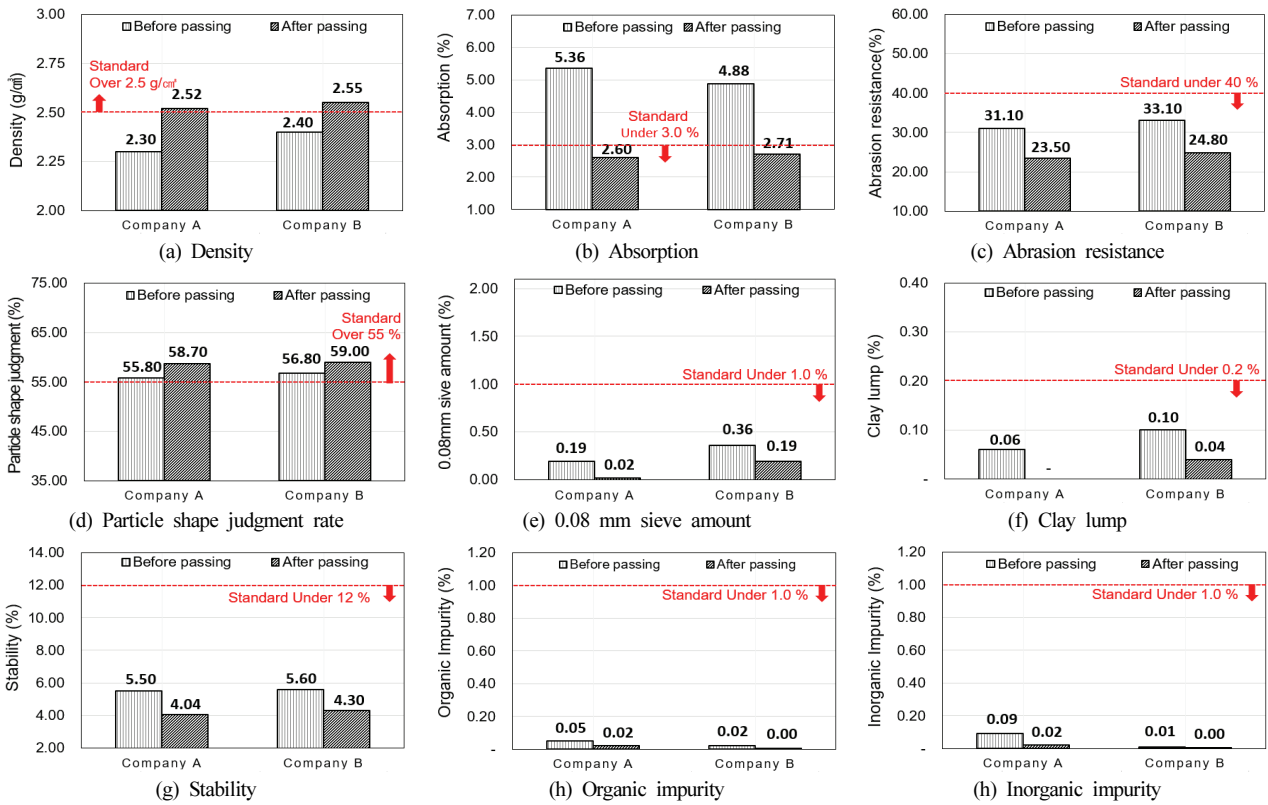 3.00
Before passing
After passing
2.75
Standard
Over 2.5 g/㎤
2.52
2.55
2.50
2.30
2.40
2.25
2.00
Density (g/㎤)
Company A
Company B
(a) Density
7.00
Before passing
After passing
6.00
5.36
4.88
5.00
4.00
Standard
Under 3.0 %
3.00
2.60
2.71
2.00
1.00
Absorption (%)
Company A
Company B
(b) Absorption
60.00
Before passing
After passing
50.00
40.00
Standard under 40 %
31.10
33.10
30.00
23.50
24.80
20.00
10.00
Abrasion resistance(%)
Company A
Company B
(c) Abrasion resistance
75.00
Before passing
After passing
Standard
Over 55 %
65.00
55.80
58.70
56.80
59.00
55.00
45.00
35.00
Particle shape judgment (%)
Company A
Company B
(d) Particle shape judgment rate
2.00
Before passing
After passing
1.50
Standard Under 1.0 %
1.00
0.50
0.19
0.02
0.36
0.19
0.00
0.08mm sive amount (%)
Company A
Company B
(e) 0.08 mm sieve amount
0.40
Before passing
After passing
0.30
Standard Under 0.2 %
0.20
0.10
0.06
-
0.10
0.04
-
Clay lump (%)
Company A
Company B
(f) Clay lump
14.00
Before passing
After passing
12.00
Standard Under 12 %
10.00
8.00
6.00
5.50
4.04
5.60
4.30
4.00
2.00
Stability (%)
Company A
Company B
(g) Stability
1.20
Before passing
After passing
1.00
Standard Under 1.0 %
0.80
0.60
0.40
0.20
0.05
0.02
0.02
0.00
-
Organic Impurity (%)
Company A
Company B
(h) Organic impurity
1.20
Before passing
After passing
1.00
Standard Under 1.0 %
0.80
0.60
0.40
0.20
0.09
0.02
0.01
0.00
-
Inorganic Impurity (%)
Company A
Company B
(h) Inorganic impurity